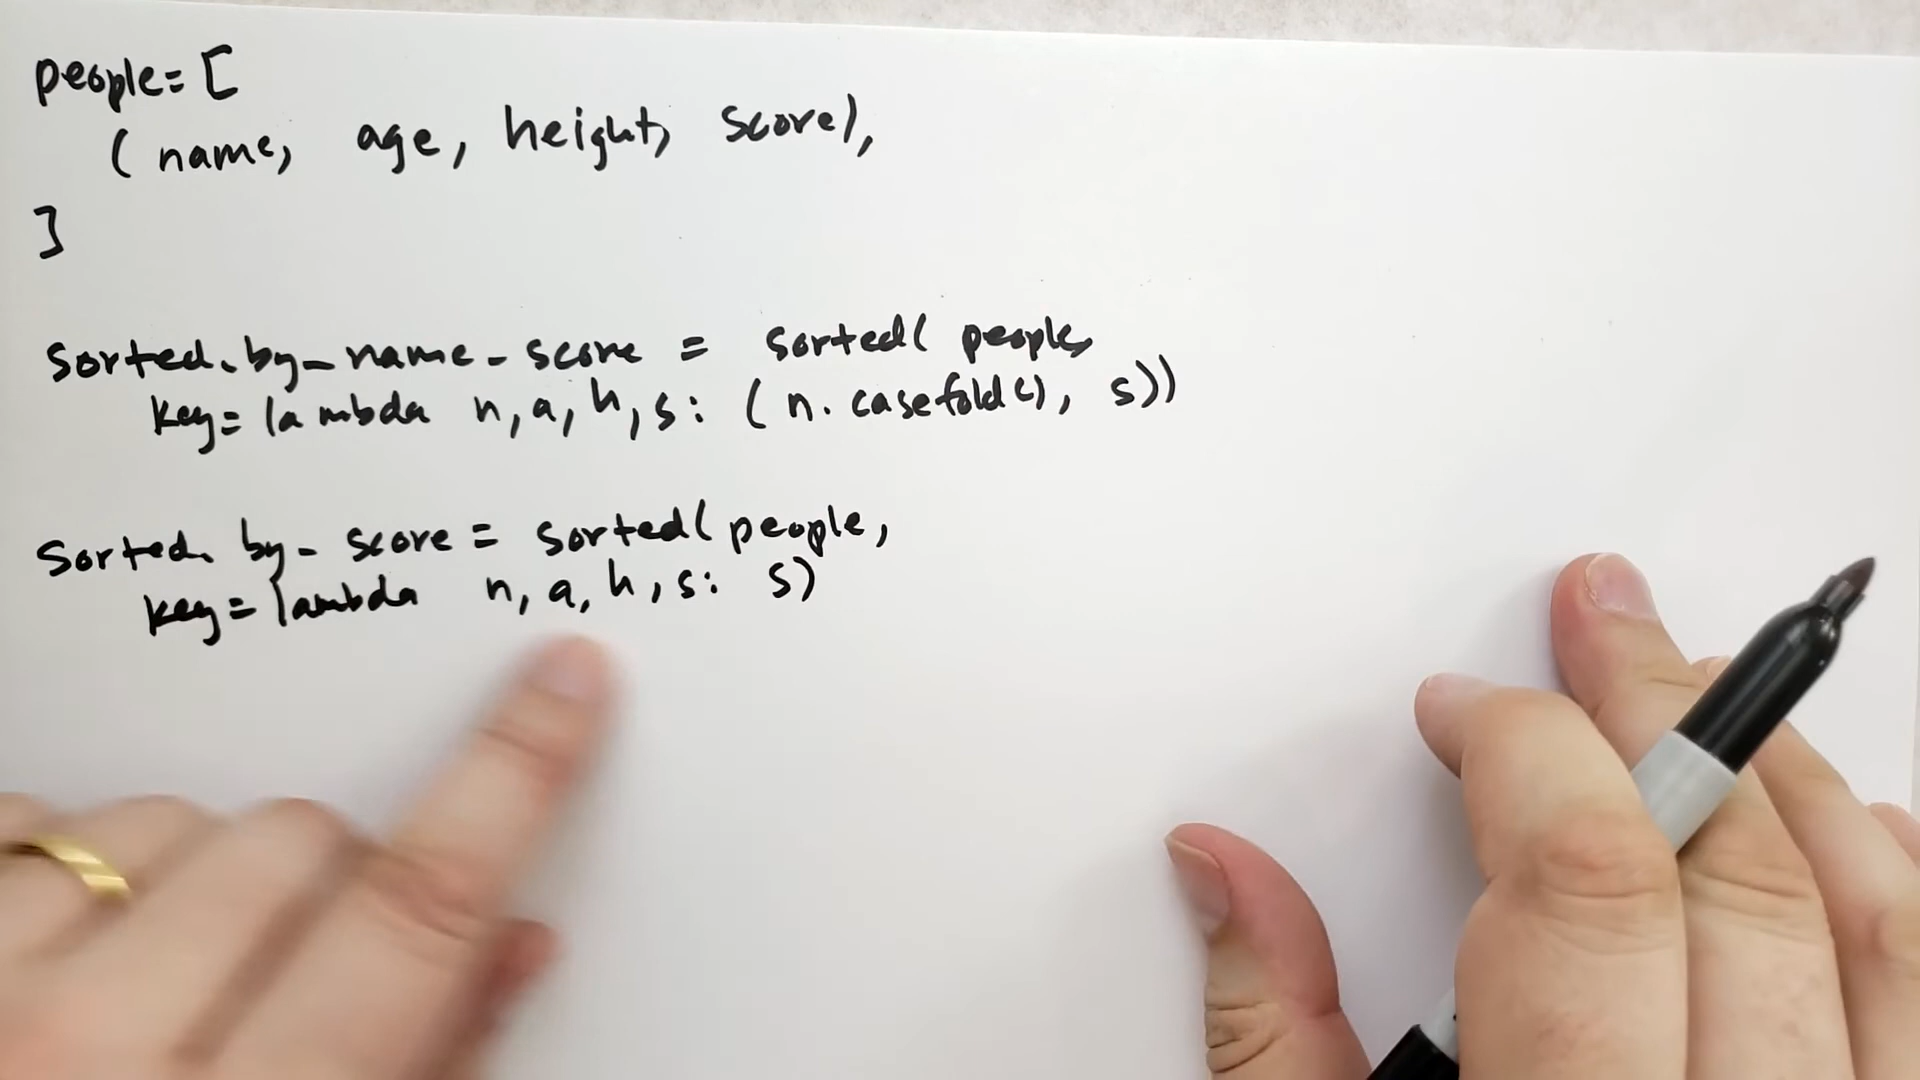 people= [
( name, age, height, score),
]
sorted_by_name_score = sorted( people,
key= lambda n, a, h, s: ( n. casefold(), s))
sorted_by_score = sorted( people,
key= lambda n, a, h, s: s)